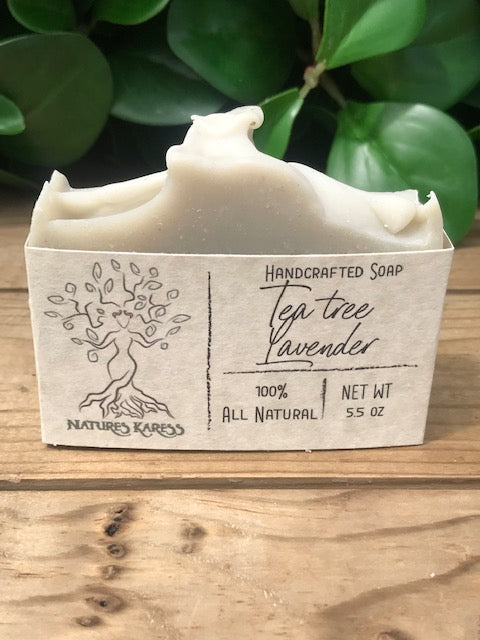 Handcrafted Soap
Tea tree
Lavender
100%
All Natural
NET WT
5.5 oz
Natures Karess